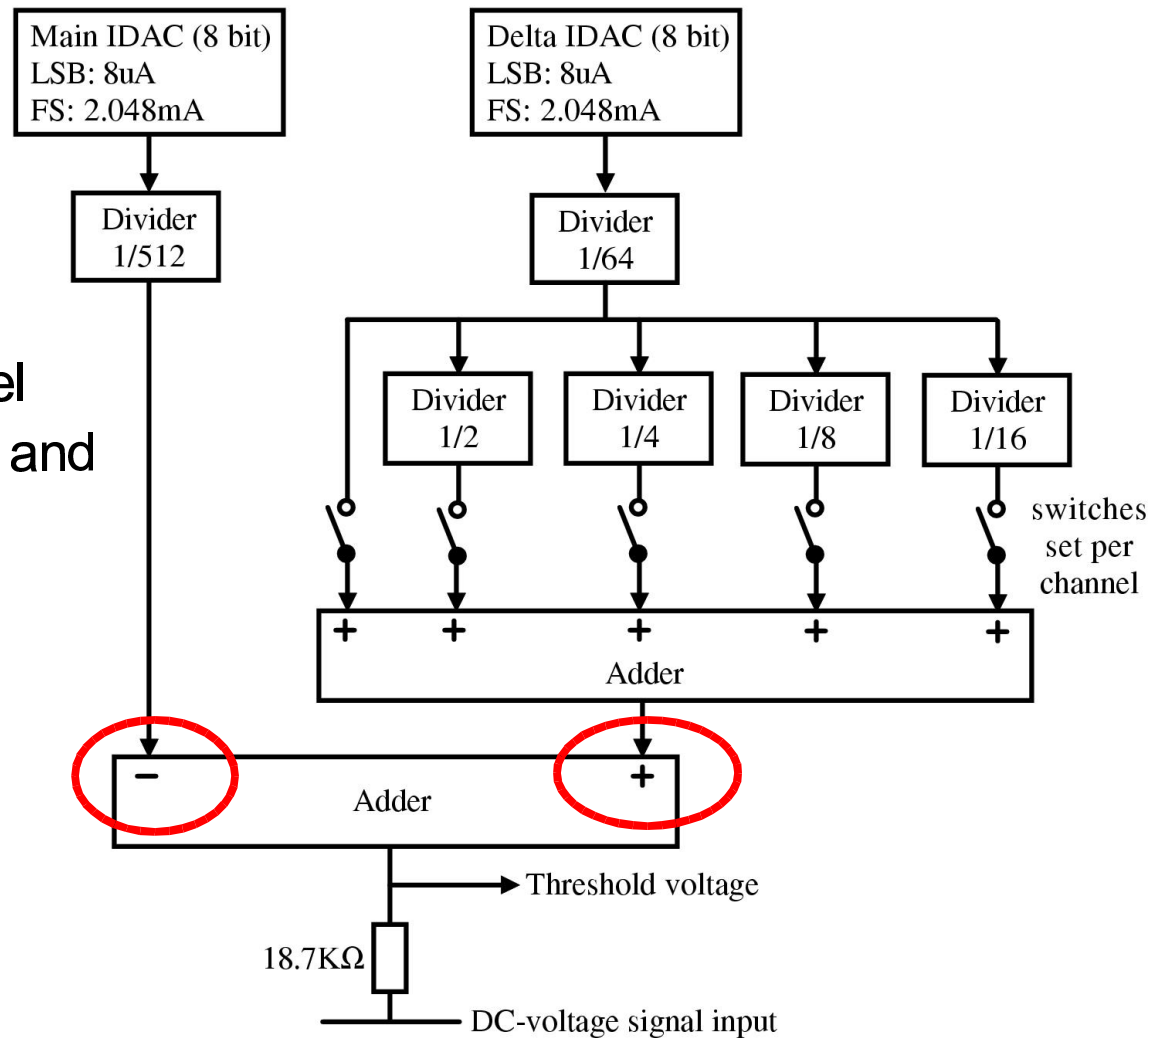 Main IDAC (8 bit)
LSB: 8uA
FS: 2.048mA
Delta IDAC (8 bit)
LSB: 8uA
FS: 2.048mA
Divider
1/512
Divider
1/64
el
and
Divider
1/2
Divider
1/4
Divider
1/8
Divider
1/16
switches
set per
channel
+ + + + +
Adder
− +
Adder
Threshold voltage
18.7KΩ
DC-voltage signal input